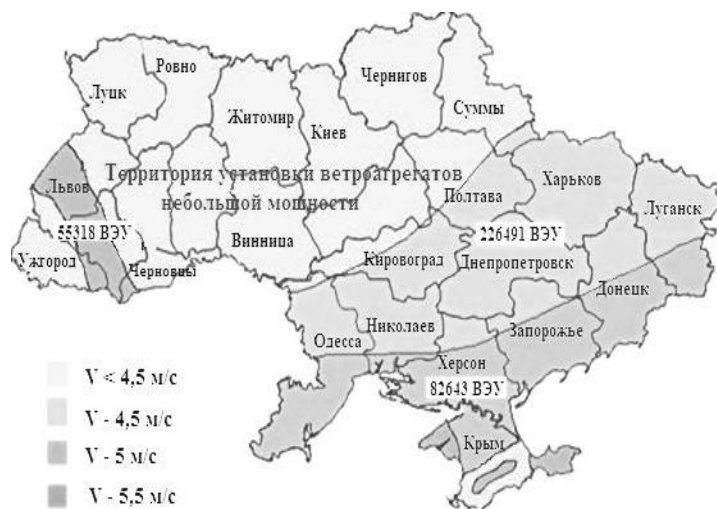 Ровно
Чернигов
Луцк
Суммы
Житомир
Киев
Территория установки ветроагрегатов
небольшой мощности
Львов
Полтава
Харьков
Луганск
55318 ВЭУ
Винница
226491 ВЭУ
Ужгород
Черновцы
Кировоград
Днепропетровск
Донецк
Одесса
Николаев
Запорожье
Херсон
82643 ВЭУ
Крым
V < 4,5 м/с
V - 4,5 м/с
V - 5 м/с
V - 5,5 м/с